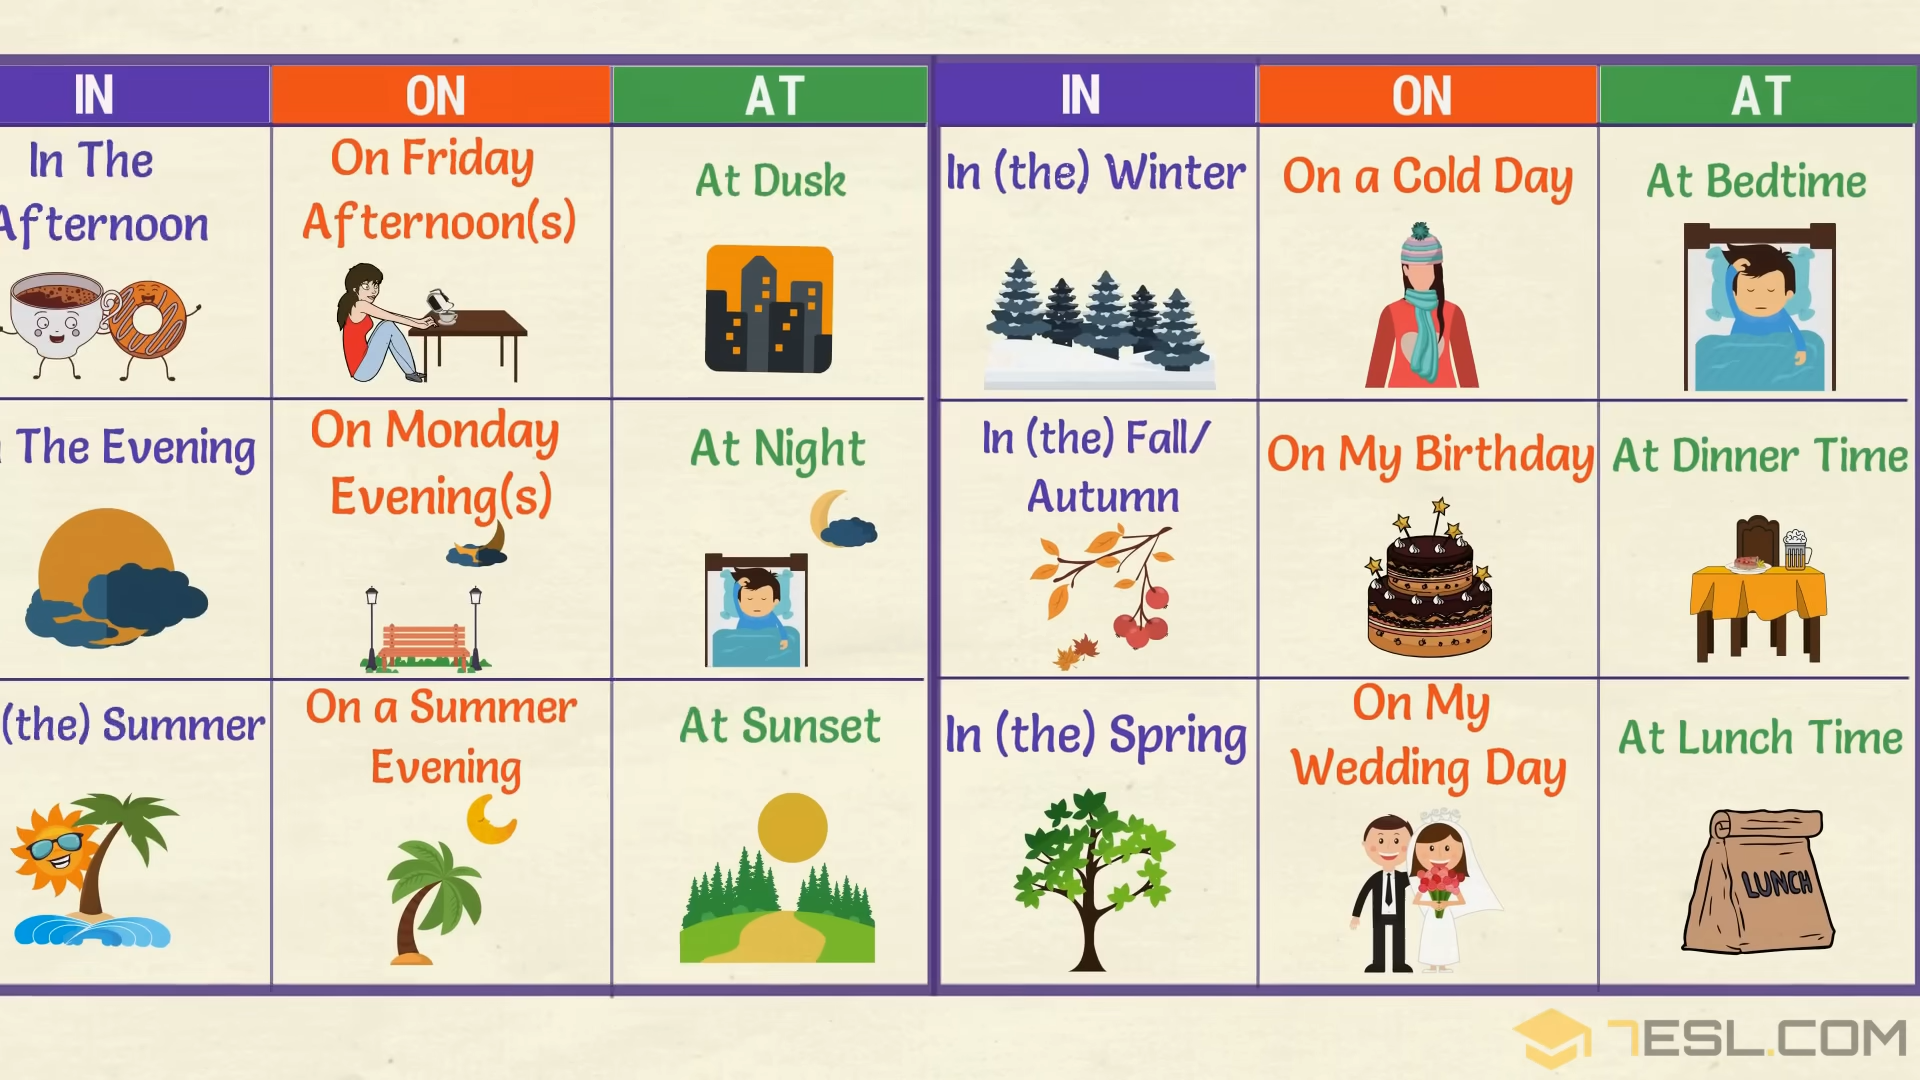 IN ON AT IN ON AT
In The
Afternoon
On Friday
Afternoon(s)
At Dusk
In (the) Winter
On a Cold Day
At Bedtime
The Evening
On Monday
Evening(s)
At Night
In (the) Fall/
Autumn
On My Birthday
At Dinner Time
(the) Summer
On a Summer
Evening
At Sunset
In (the) Spring
On My
Wedding Day
At Lunch Time
LUNCH
7ESL.COM